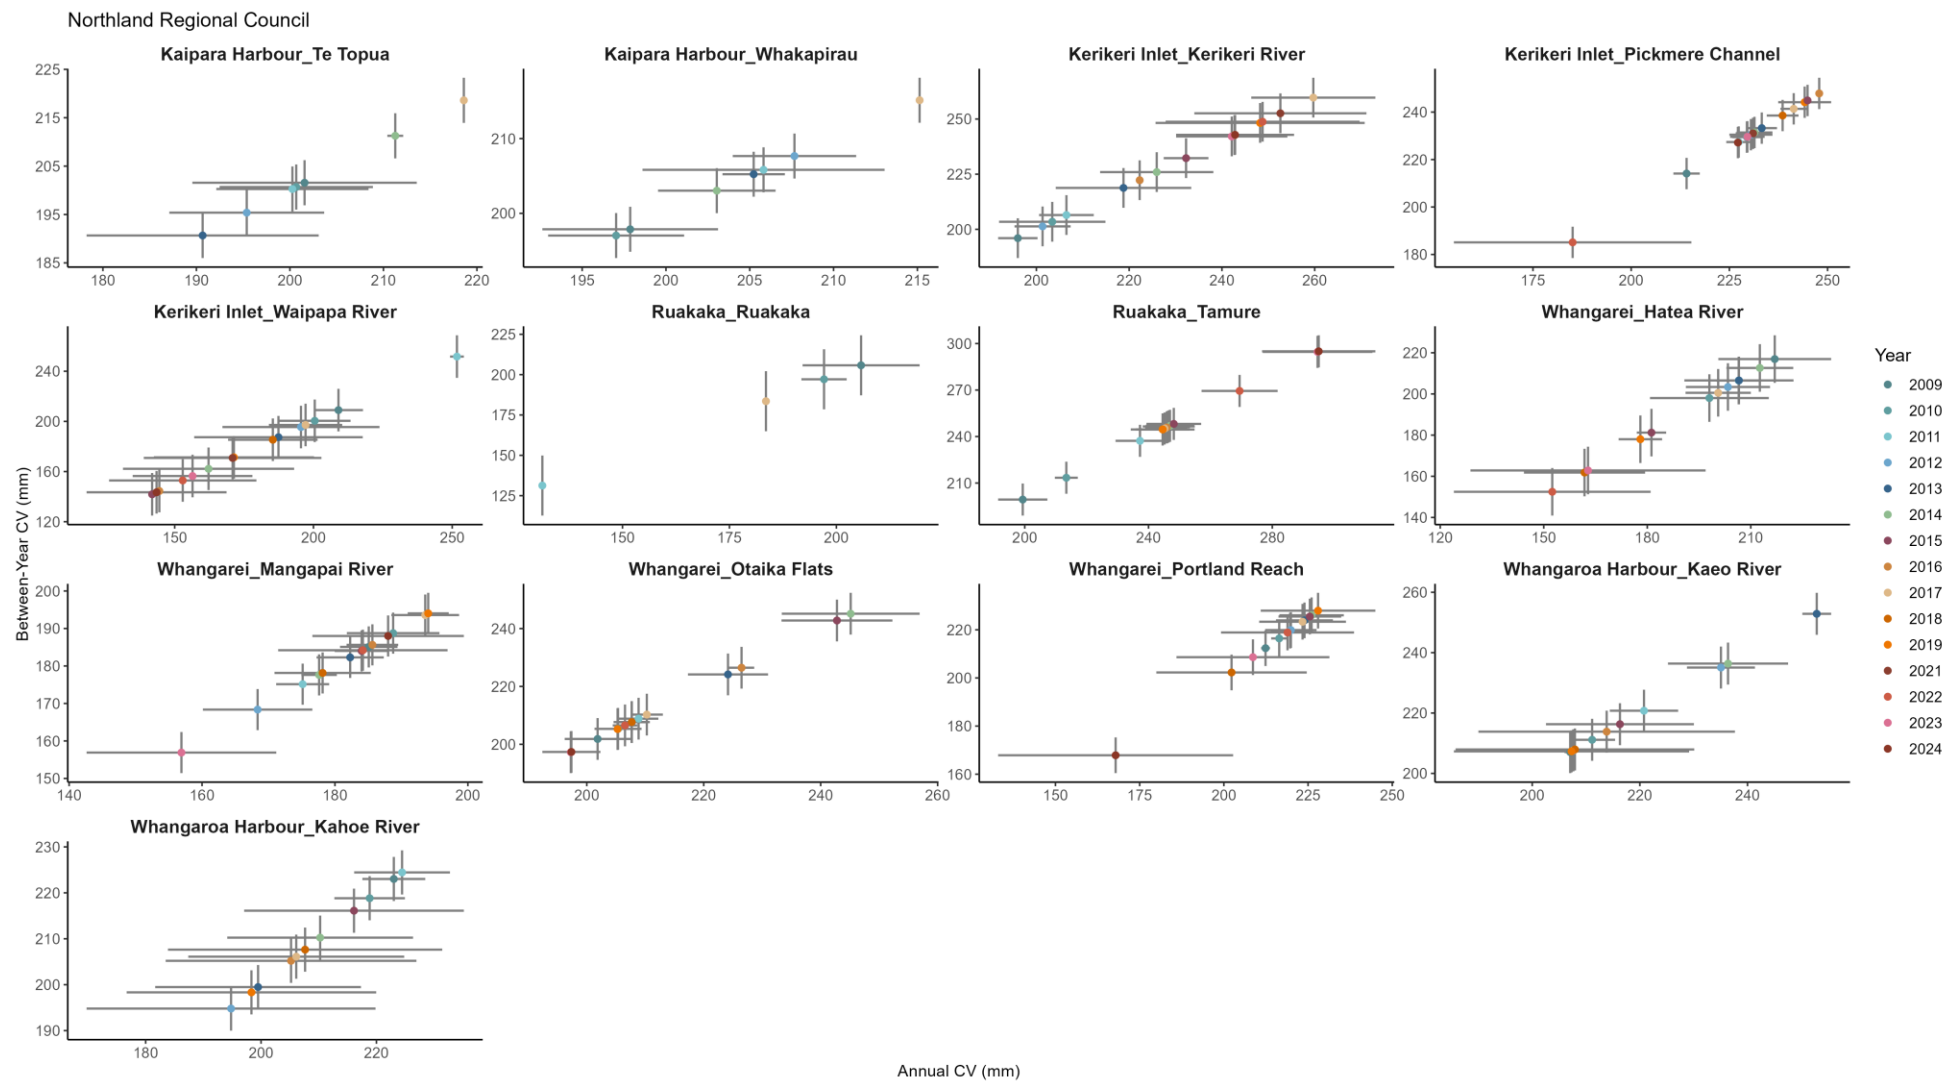 Northland Regional Council
Kaipara Harbour_Te Topua
Kaipara Harbour_Whakapirau
Kerikeri Inlet_Kerikeri River
Kerikeri Inlet_Pickmere Channel
225
215
205
195
185
180 190 200 210 220
210
200
195 200 205 210 215
250
225
200
200 220 240 260
240
220
200
180
175 200 225 250
Kerikeri Inlet_Waipapa River
Ruakaka_Ruakaka
Ruakaka_Tamure
Whangarei_Hatea River
240
200
160
120
150 200 250
225
200
175
150
125
150 175 200
300
270
240
210
200 240 280
220
200
180
160
140
120 150 180 210
Whangarei_Mangapai River
Whangarei_Otaika Flats
Whangarei_Portland Reach
Whangaroa Harbour_Kaeo River
200
190
180
170
160
150
140 160 180 200
240
220
200
200 220 240 260
220
200
180
160
150 175 200 225 250
260
240
220
200
200 220 240
Whangaroa Harbour_Kahoe River
230
220
210
200
190
180 200 220
Between-Year CV (mm)
Annual CV (mm)
Year
2009
2010
2011
2012
2013
2014
2015
2016
2017
2018
2019
2021
2022
2023
2024